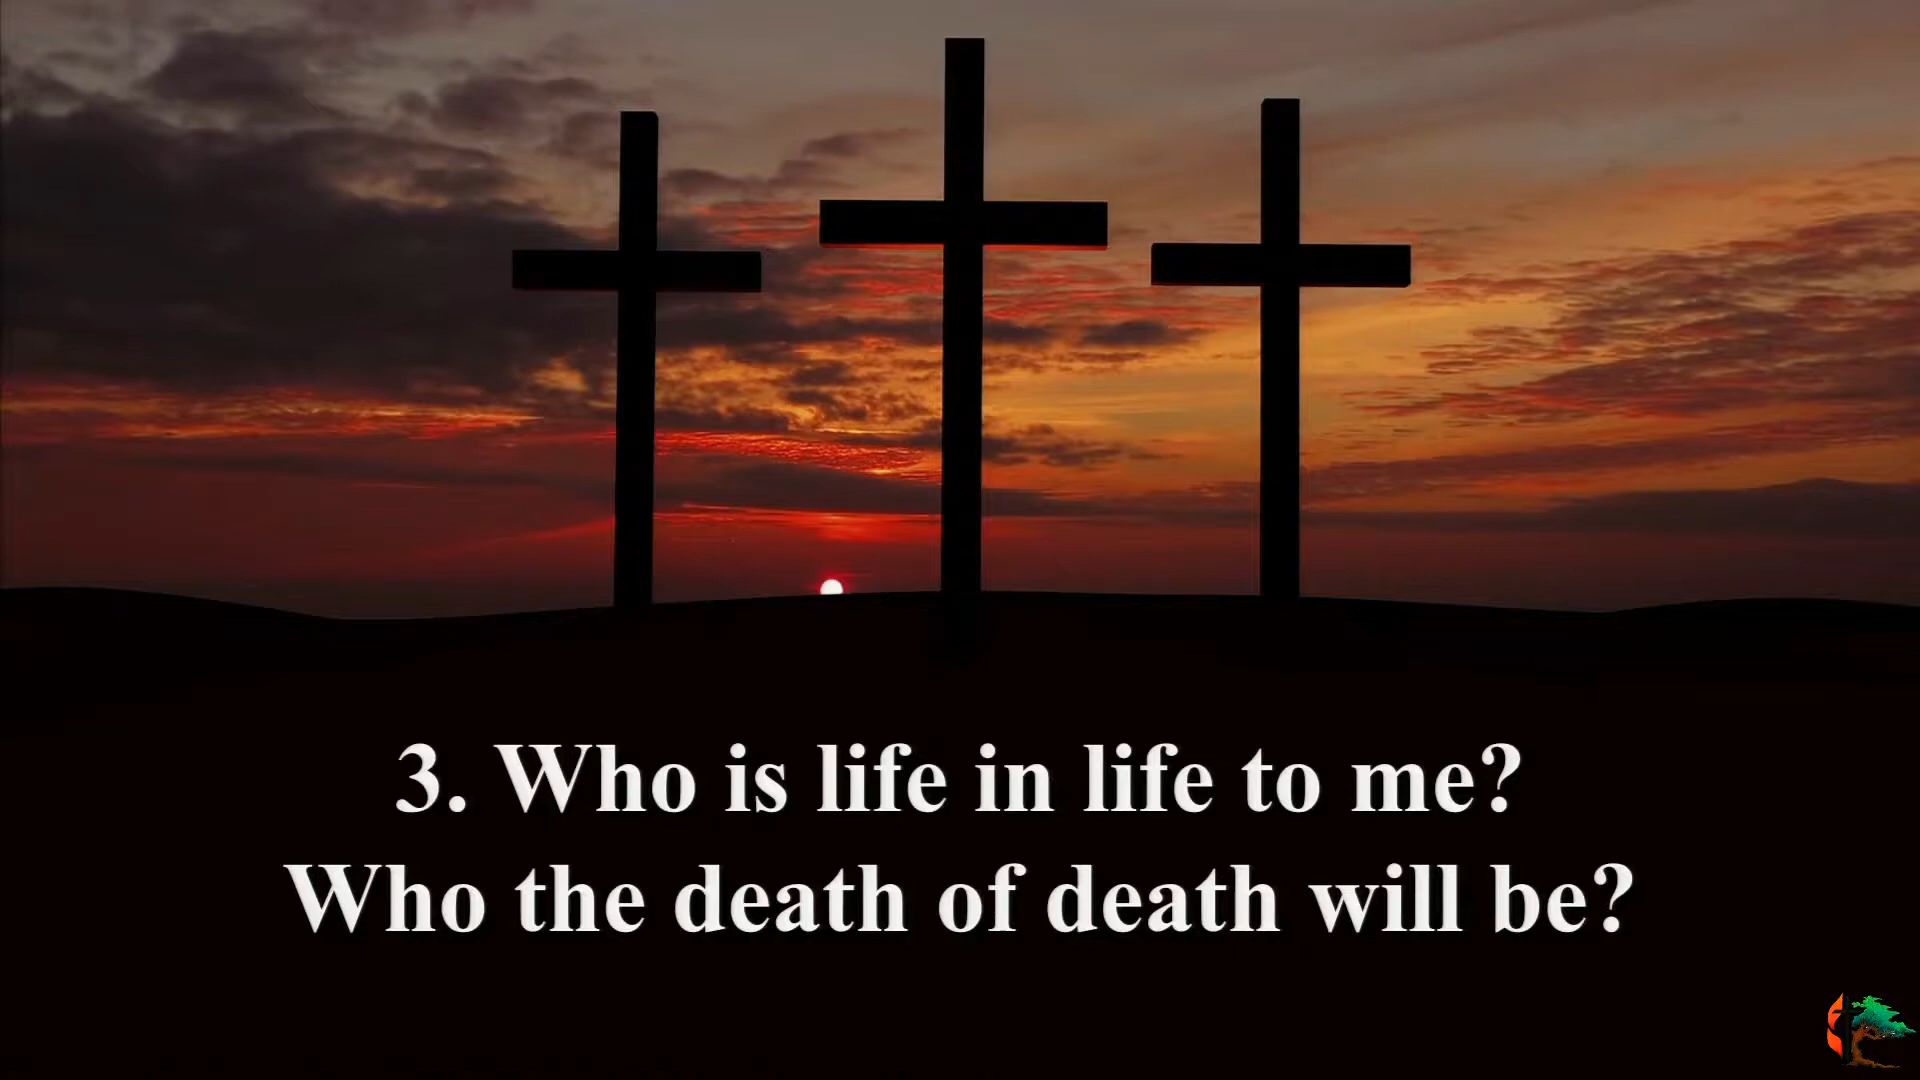 3. Who is life in life to me?
Who the death of death will be?